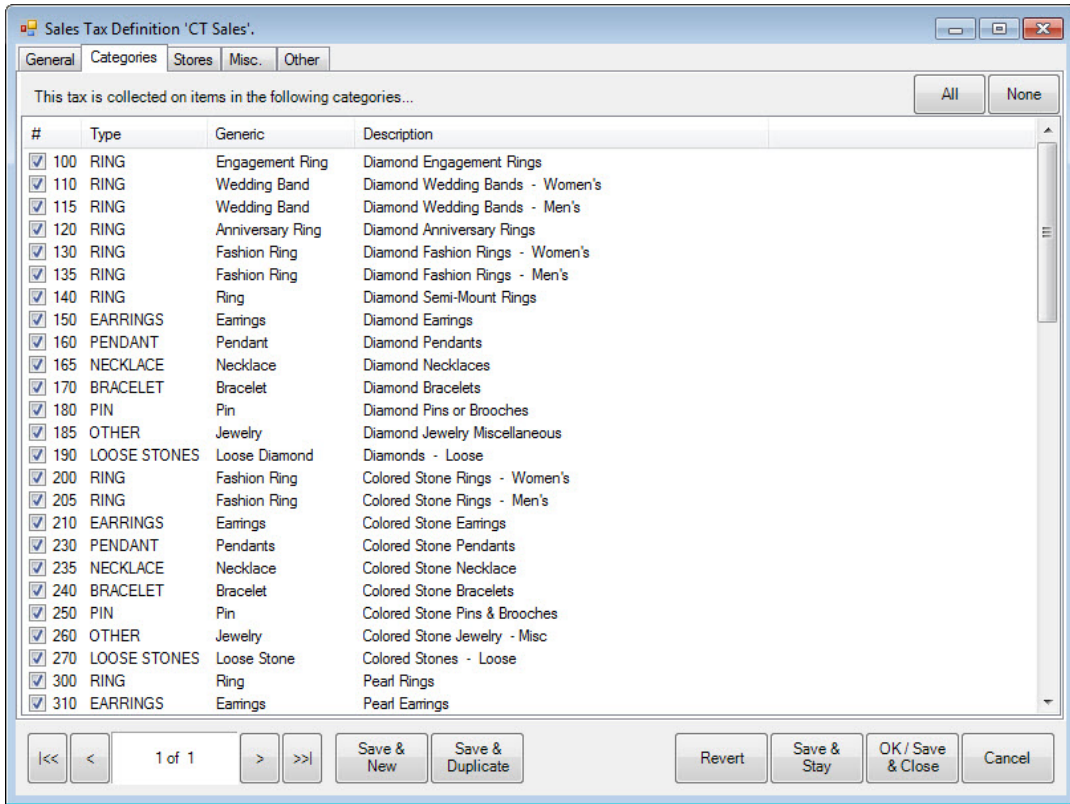 Sales Tax Definition 'CT Sales'.
General Categories Stores Misc. Other
This tax is collected on items in the following categories... All None
# Type Generic Description
100 RING Engagement Ring Diamond Engagement Rings
110 RING Wedding Band Diamond Wedding Bands - Women's
115 RING Wedding Band Diamond Wedding Bands - Men's
120 RING Anniversary Ring Diamond Anniversary Rings
130 RING Fashion Ring Diamond Fashion Rings - Women's
135 RING Fashion Ring Diamond Fashion Rings - Men's
140 RING Ring Diamond Semi-Mount Rings
150 EARRINGS Earrings Diamond Earrings
160 PENDANT Pendant Diamond Pendants
165 NECKLACE Necklace Diamond Necklaces
170 BRACELET Bracelet Diamond Bracelets
180 PIN Pin Diamond Pins or Brooches
185 OTHER Jewelry Diamond Jewelry Miscellaneous
190 LOOSE STONES Loose Diamond Diamonds - Loose
200 RING Fashion Ring Colored Stone Rings - Women's
205 RING Fashion Ring Colored Stone Rings - Men's
210 EARRINGS Earrings Colored Stone Earrings
230 PENDANT Pendants Colored Stone Pendants
235 NECKLACE Necklace Colored Stone Necklace
240 BRACELET Bracelet Colored Stone Bracelets
250 PIN Pin Colored Stone Pins & Brooches
260 OTHER Jewelry Colored Stone Jewelry - Misc
270 LOOSE STONES Loose Stone Colored Stones - Loose
300 RING Ring Pearl Rings
310 EARRINGS Earrings Pearl Earrings
|<< < 1 of 1 > >>| Save & New Save & Duplicate Revert Save & Stay OK / Save & Close Cancel